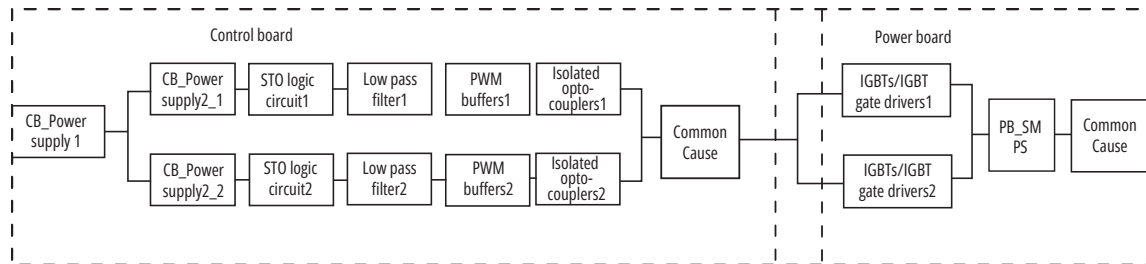 Control board
Power board
CB_Power
supply 1
CB_Power
supply2_1
STO logic
circuit1
Low pass
filter1
PWM
buffers1
Isolated
opto-
couplers1
CB_Power
supply2_2
STO logic
circuit2
Low pass
filter2
PWM
buffers2
Isolated
opto-
couplers2
Common
Cause
IGBTs/IGBT
gate drivers1
IGBTs/IGBT
gate drivers2
PB_SM
PS
Common
Cause